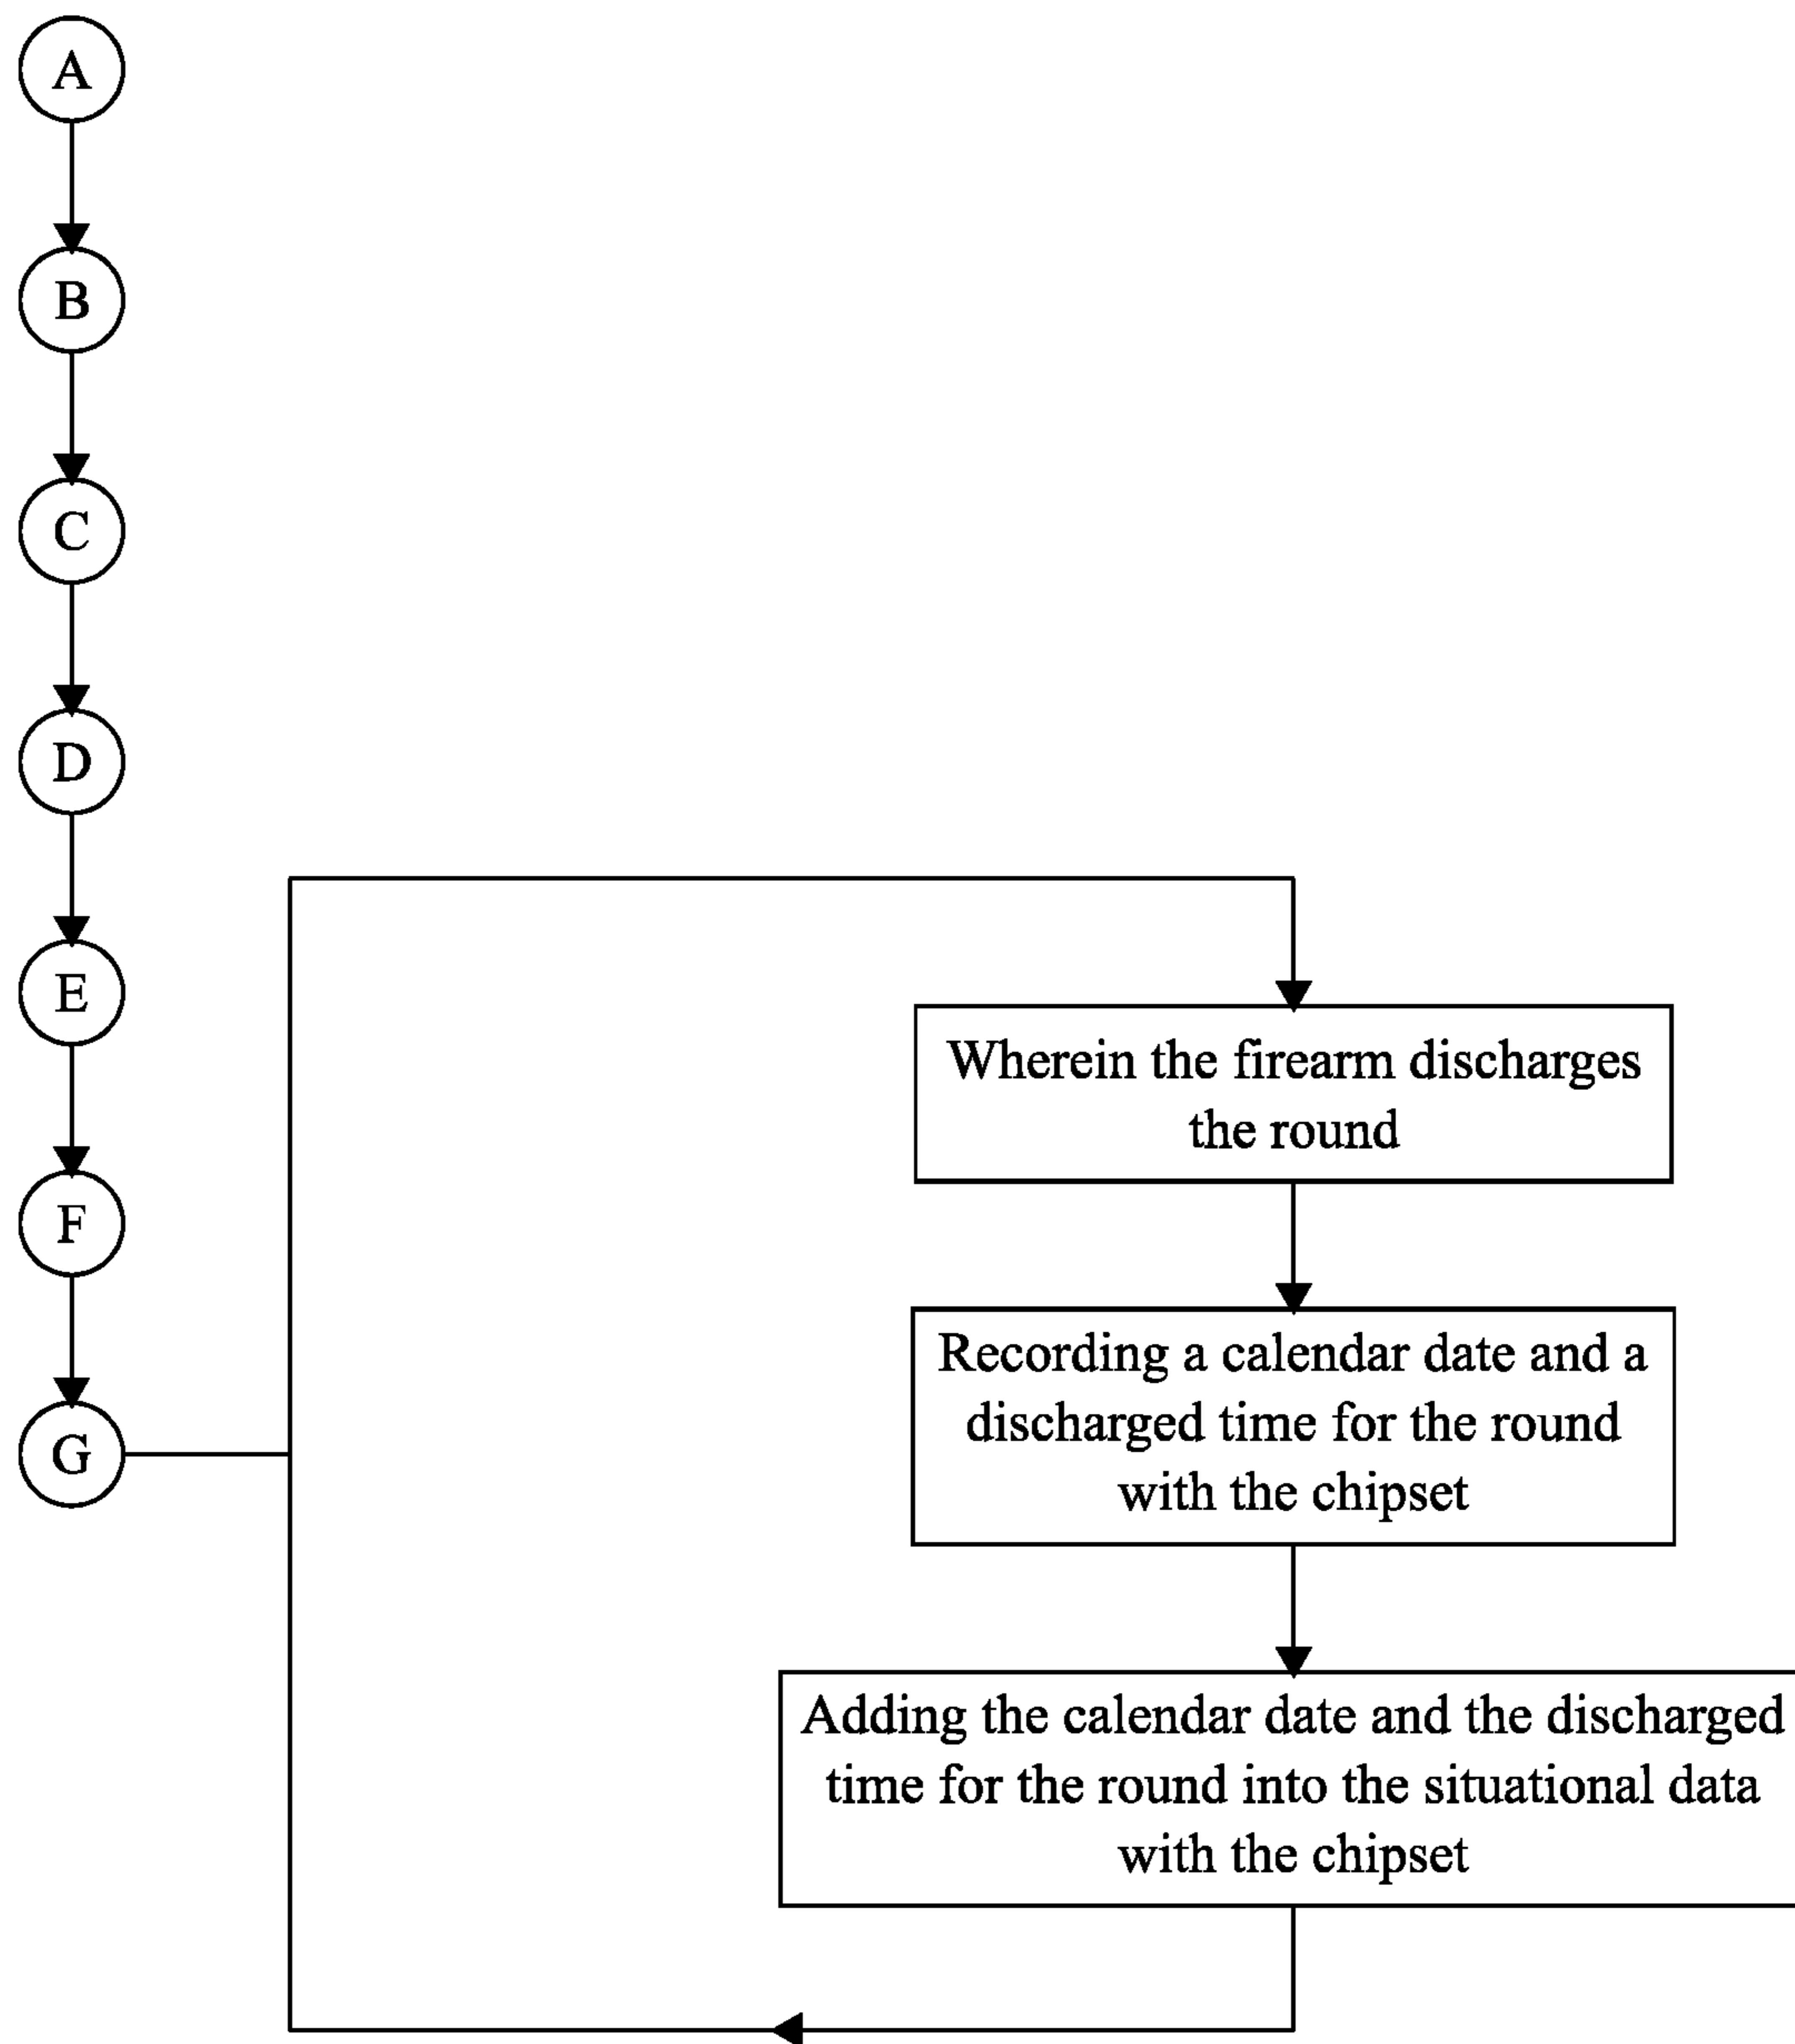 A
B
C
D
E
F
G
Wherein the firearm discharges
the round
Recording a calendar date and a
discharged time for the round
with the chipset
Adding the calendar date and the discharged
time for the round into the situational data
with the chipset